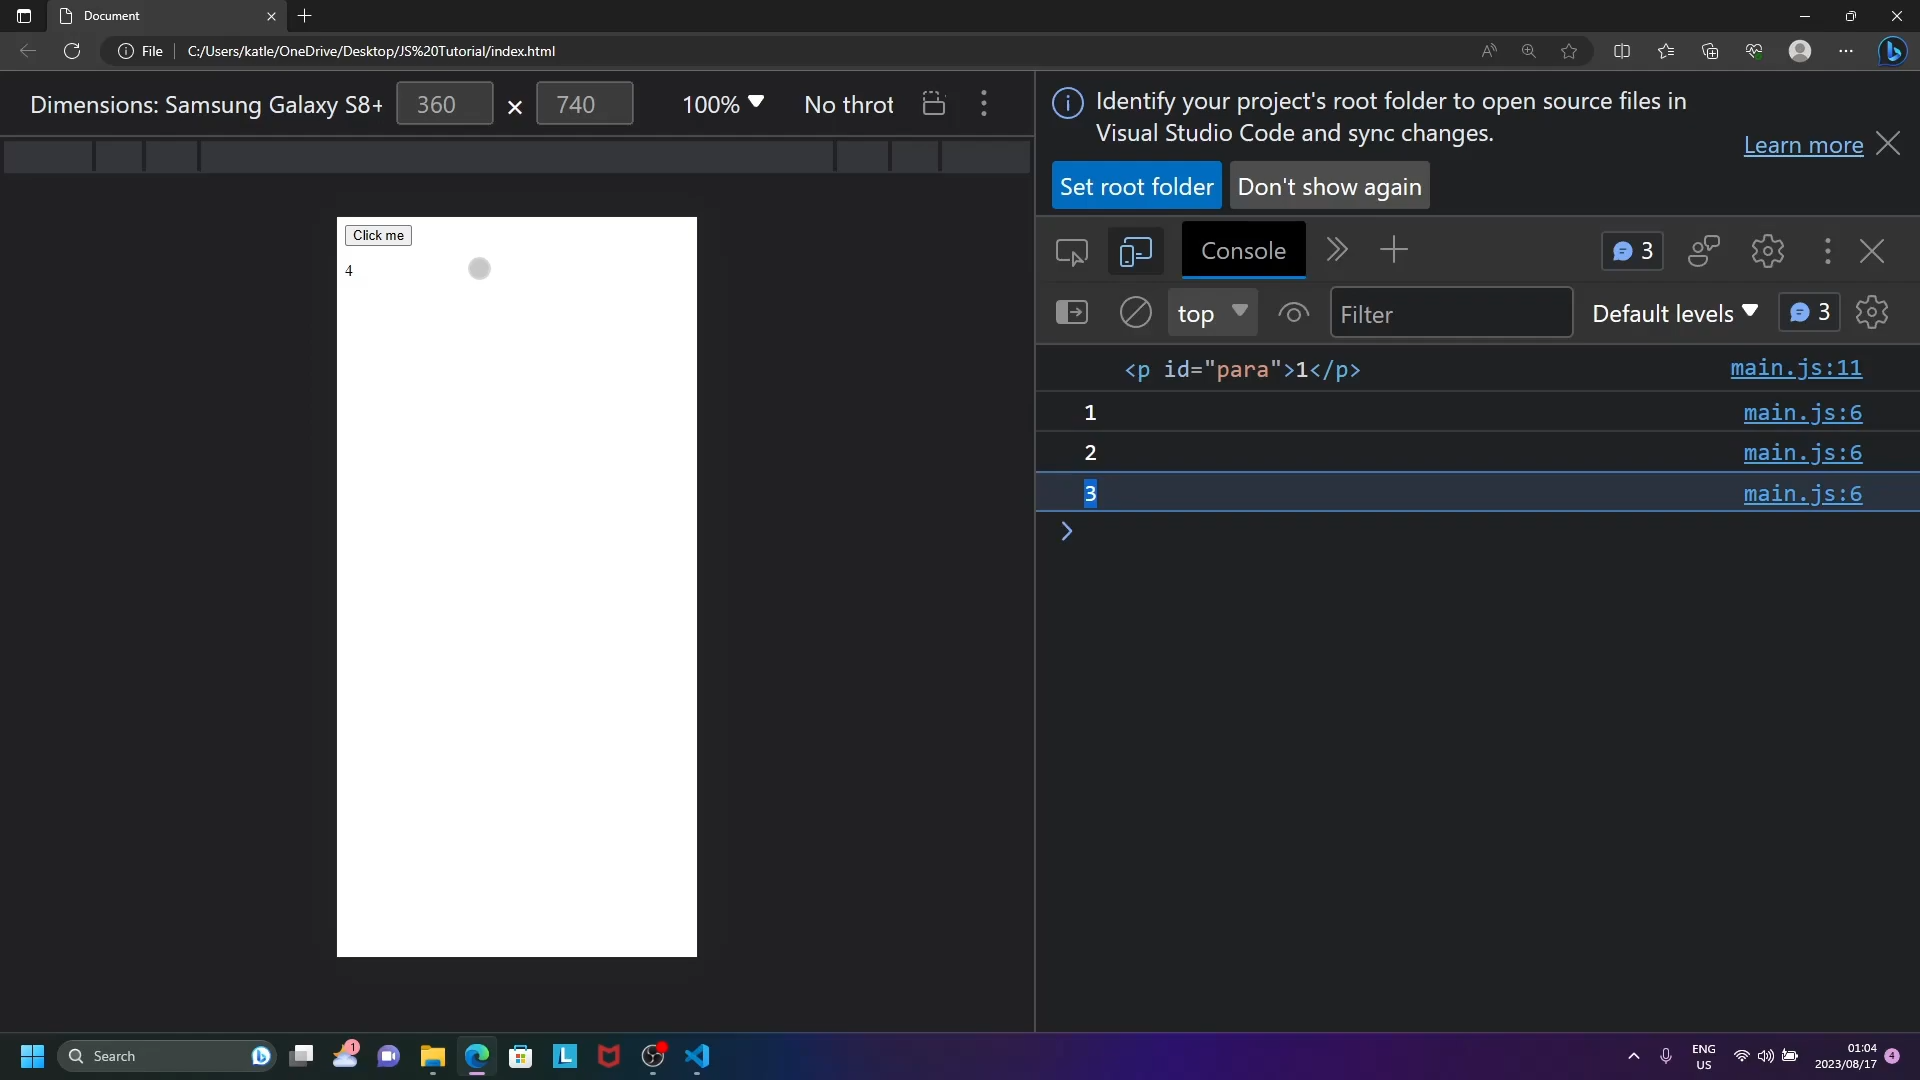 Document
File
C:/Users/katle/OneDrive/Desktop/JS%20Tutorial/index.html
Dimensions: Samsung Galaxy S8+ 360 × 740 100% No throt
Click me
4
Identify your project's root folder to open source files in
Visual Studio Code and sync changes.
Learn more
Set root folder Don't show again
Console 3
top Filter Default levels 3
<p id="para">1</p> main.js:11
1 main.js:6
2 main.js:6
3 main.js:6
Search
1
L
ENG
US
01:04
2023/08/17
4